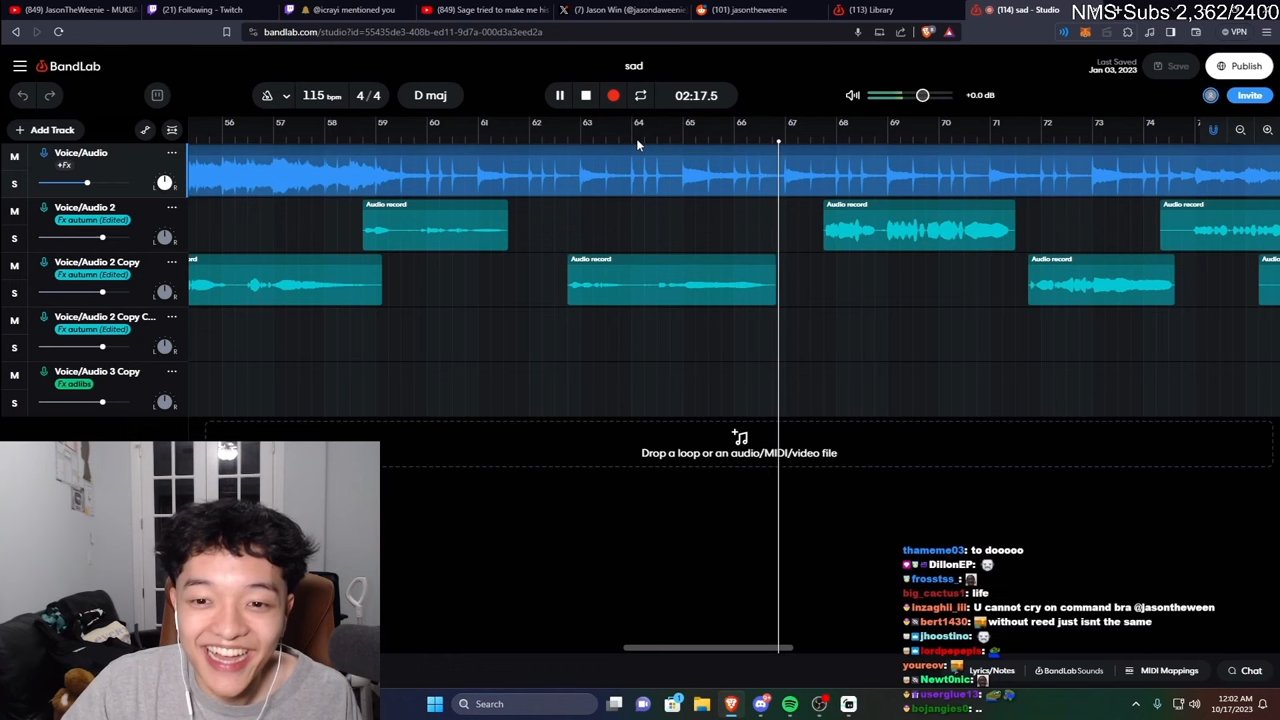 NMS+Subs 2,362/2400
(849) JasonTheWeenie - MUKBA
(21) Following - Twitch
@icrayi mentioned you
(849) Sage tried to make his
(7) Jason Win (@jasondaweenie
(101) jasontheweenie
(113) Library
(114) sad - Studio
bandlab.com/studio?id=55435de3-408b-ed11-9d7a-000d3a3eed2a
VPN
BandLab
sad
Last Saved
Jan 03, 2023
Save
Publish
115 bpm
4/4
D maj
02:17.5
+0.0 dB
Invite
Add Track
56 57 58 59 60 61 62 63 64 65 66 67 68 69 70 71 72 73 74
M Voice/Audio
+Fx
S L R
M Voice/Audio 2
Fx autumn (Edited)
S L R
Audio record Audio record Audio record
M Voice/Audio 2 Copy
Fx autumn (Edited)
S L R
rd Audio record Audio record Audio
M Voice/Audio 2 Copy C...
Fx autumn (Edited)
S L R
M Voice/Audio 3 Copy
Fx adlibs
S L R
Drop a loop or an audio/MIDI/video file
thameme03: to dooooo
DillonEP:
frosstss_:
big_cactus1: life
inzaghii_iii: U cannot cry on command bra @jasontheween
bert1430: without reed just isnt the same
jhoostino:
lordpepepis:
youreov:
Newt0nic:
userglue13:
bojangles0: ..
Lyrics/Notes
BandLab Sounds
MIDI Mappings
Chat
Search
12:02 AM
10/17/2023